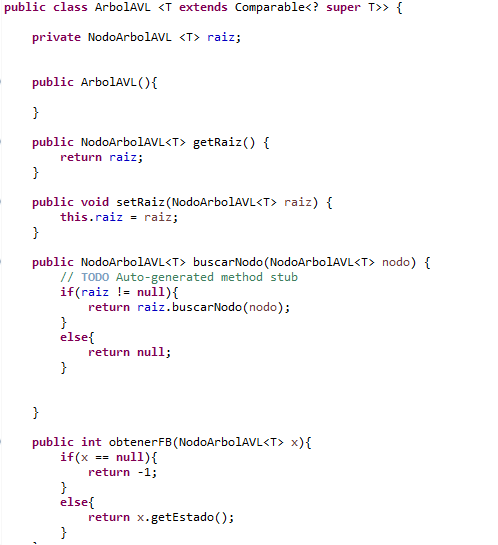 public class ArbolAVL <T extends Comparable<? super T>> {
private NodoArbolAVL <T> raiz;
public ArbolAVL(){
}
public NodoArbolAVL<T> getRaiz() {
return raiz;
}
public void setRaiz(NodoArbolAVL<T> raiz) {
this.raiz = raiz;
}
public NodoArbolAVL<T> buscarNodo(NodoArbolAVL<T> nodo) {
// TODO Auto-generated method stub
if(raiz != null){
return raiz.buscarNodo(nodo);
}
else{
return null;
}
}
public int obtenerFB(NodoArbolAVL<T> x){
if(x == null){
return -1;
}
else{
return x.getEstado();
}